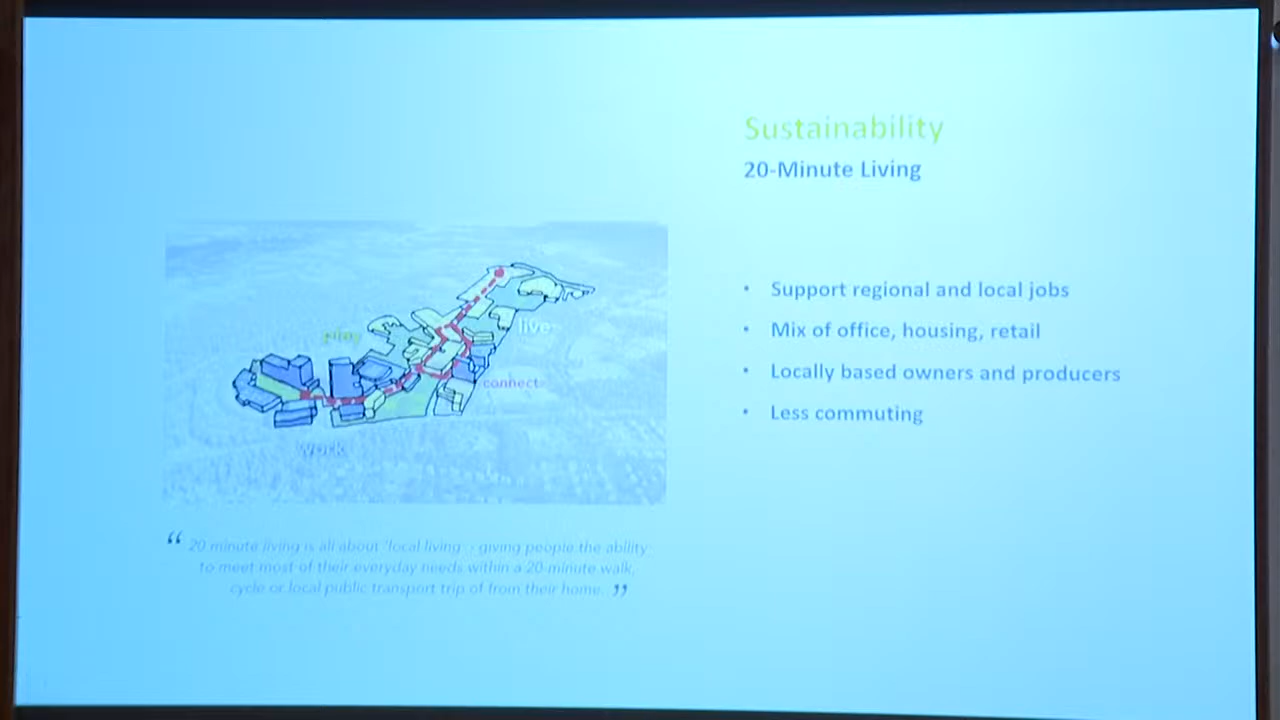 Sustainability
20-Minute Living
• Support regional and local jobs
• Mix of office, housing, retail
• Locally based owners and producers
• Less commuting
play
live
connect
work
“ 20 minute living is all about 'local living' - giving people the ability
to meet most of their everyday needs within a 20-minute walk,
cycle or local public transport trip of from their home. ”